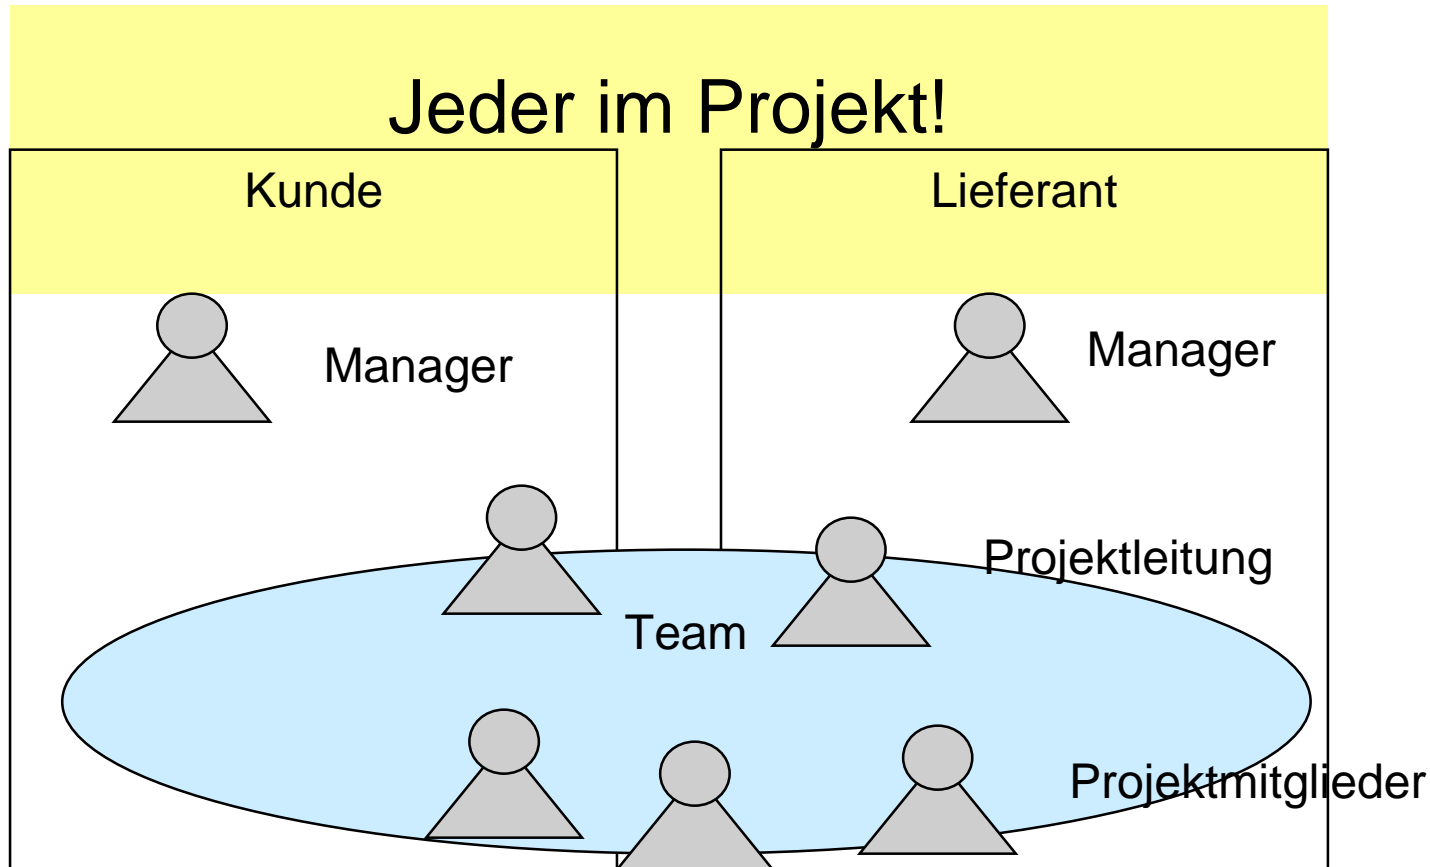 Jeder im Projekt!
Kunde
Lieferant
Manager
Manager
Projektleitung
Team
Projektmitglieder